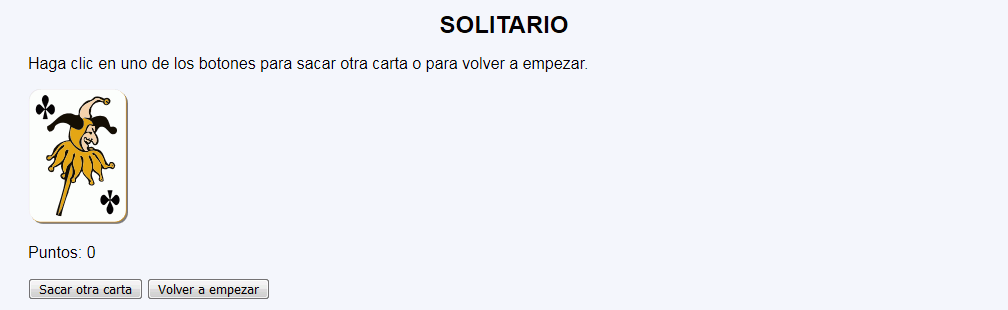 SOLITARIO
Haga clic en uno de los botones para sacar otra carta o para volver a empezar.
Puntos: 0
Sacar otra carta Volver a empezar